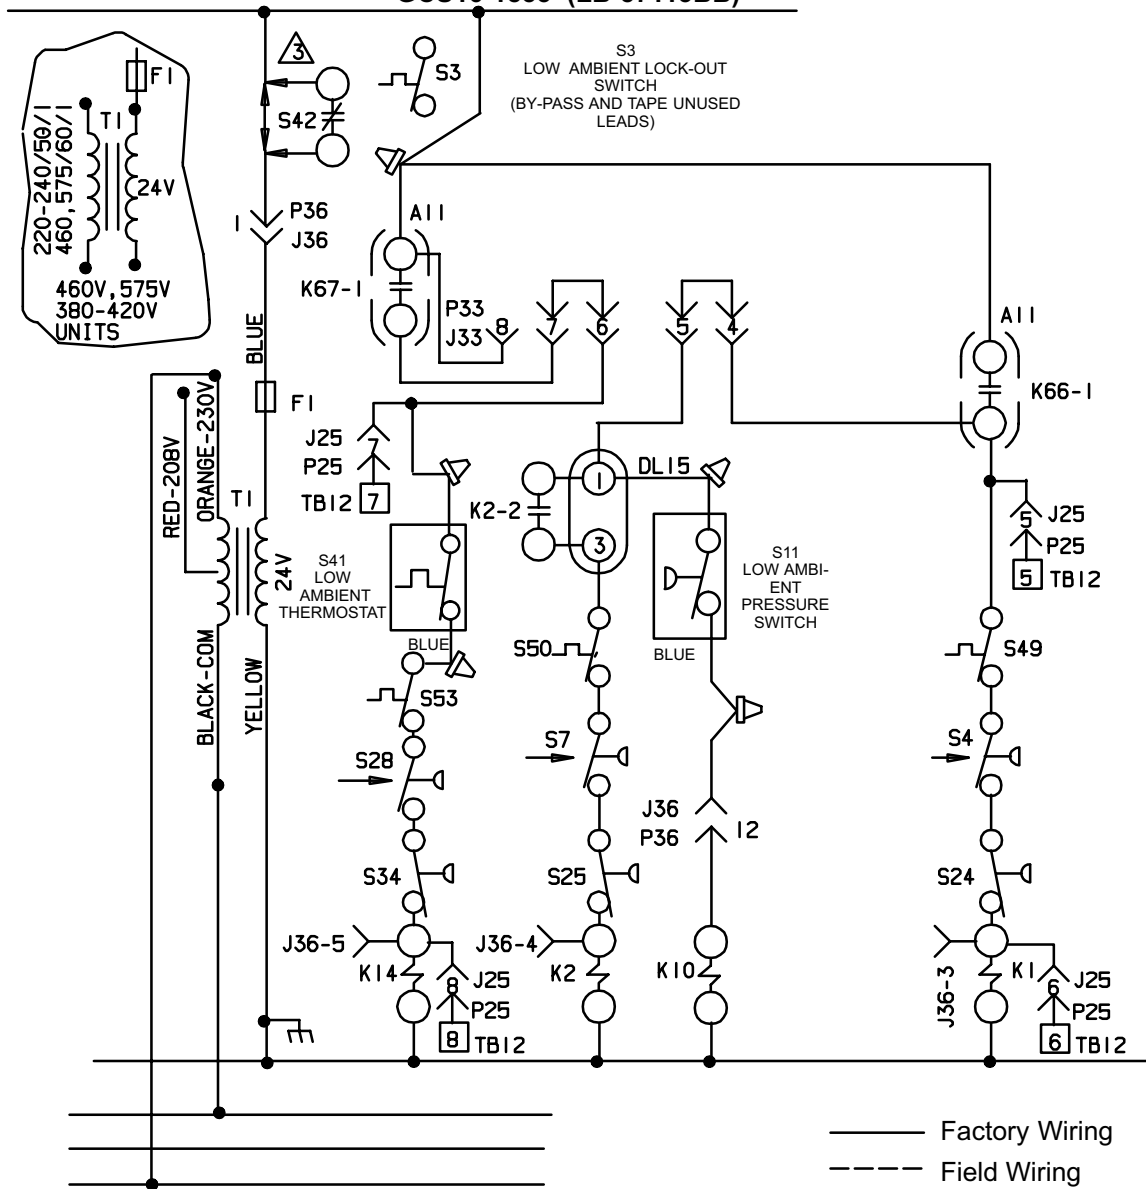 S3
LOW AMBIENT LOCK-OUT
SWITCH
(BY-PASS AND TAPE UNUSED
LEADS)
3
S3
F1
S42
T1
220-240/50/1
460,575/60/1
24V
460V,575V
380-420V
UNITS
1
P36
J36
A11
K67-1
P33
J33
8
7
6
5
4
A11
K66-1
BLUE
F1
RED-208V
ORANGE-230V
T1
24V
BLACK-COM
YELLOW
J25
7
P25
TB12
7
S41
LOW
AMBIENT
THERMOSTAT
BLUE
K2-2
1
3
DL15
S11
LOW AMBI-
ENT
PRESSURE
SWITCH
BLUE
5
J25
P25
5
TB12
S53
S50
S49
S28
S7
S4
J36
P36
12
S34
S25
S24
J36-5
K14
8
J25
P25
8
TB12
J36-4
K2
K10
J36-3
K1
6
J25
P25
6
TB12
Factory Wiring
Field Wiring